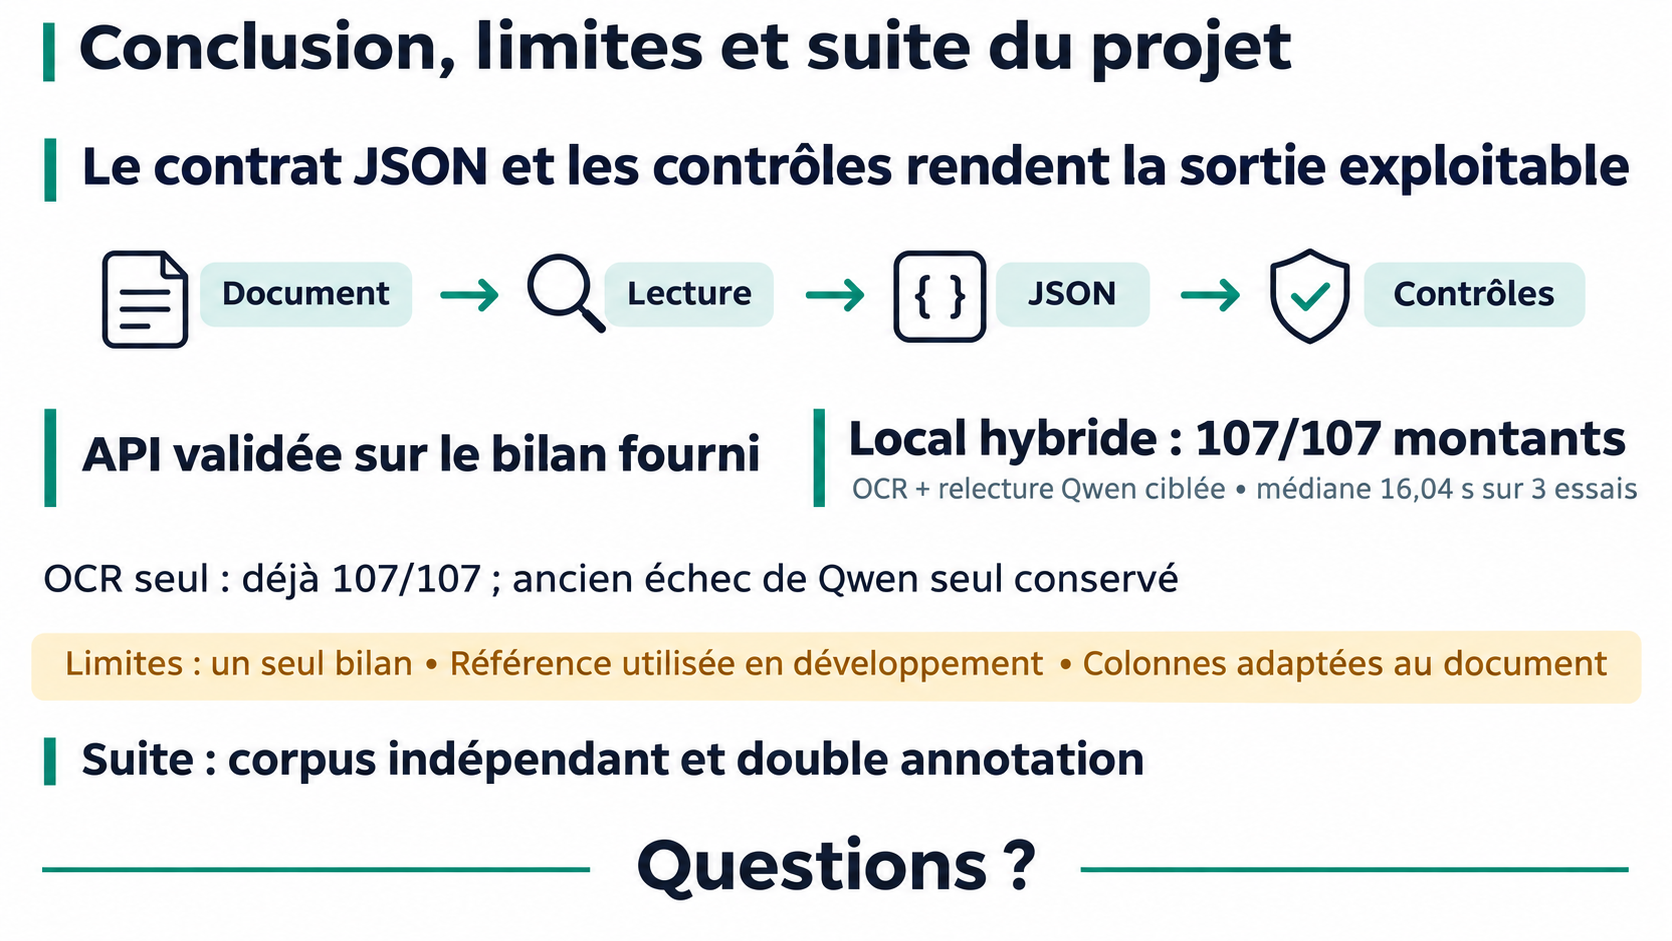 Conclusion, limites et suite du projet
Le contrat JSON et les contrôles rendent la sortie exploitable
Document → Lecture → { } JSON → Contrôles
API validée sur le bilan fourni
Local hybride : 107/107 montants
OCR + relecture Qwen ciblée • médiane 16,04 s sur 3 essais
OCR seul : déjà 107/107 ; ancien échec de Qwen seul conservé
Limites : un seul bilan • Référence utilisée en développement • Colonnes adaptées au document
Suite : corpus indépendant et double annotation
Questions ?